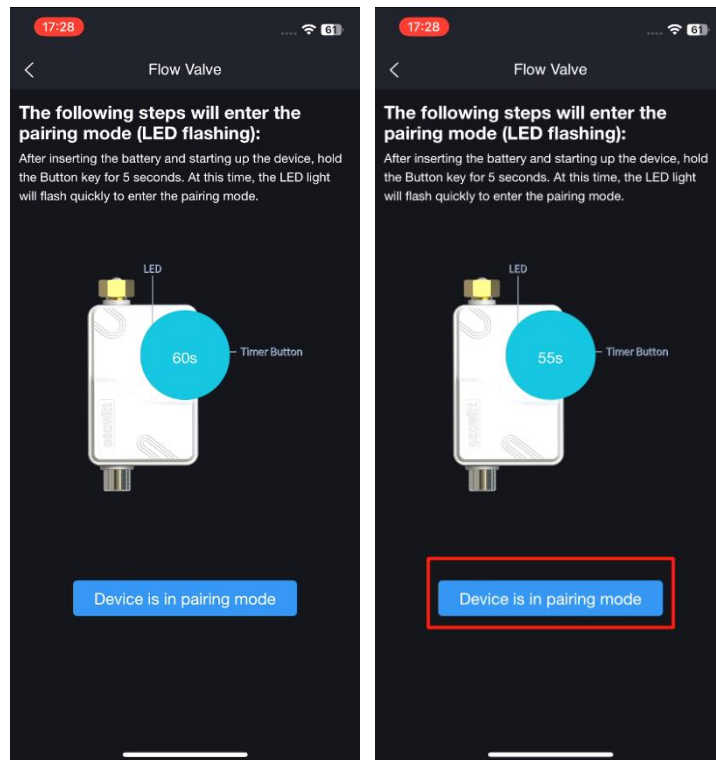 17:28
.... 61
Flow Valve
The following steps will enter the
pairing mode (LED flashing):
After inserting the battery and starting up the device, hold
the Button key for 5 seconds. At this time, the LED light
will flash quickly to enter the pairing mode.
LED
60s
Timer Button
ecowitt
Device is in pairing mode
17:28
.... 61
Flow Valve
The following steps will enter the
pairing mode (LED flashing):
After inserting the battery and starting up the device, hold
the Button key for 5 seconds. At this time, the LED light
will flash quickly to enter the pairing mode.
LED
55s
Timer Button
ecowitt
Device is in pairing mode